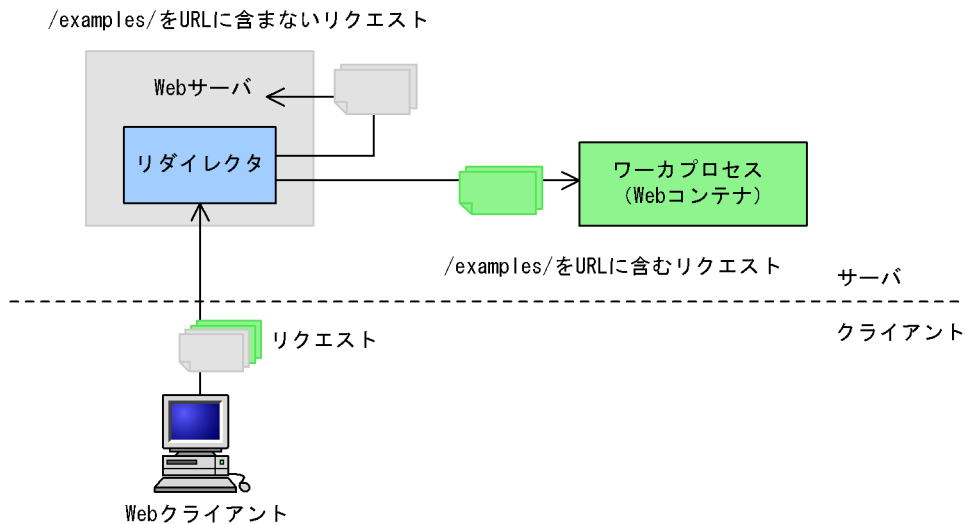 /examples/をURLに含まないリクエスト
Webサーバ
リダイレクタ
ワーカプロセス
（Webコンテナ）
/examples/をURLに含むリクエスト
サーバ
クライアント
リクエスト
Webクライアント